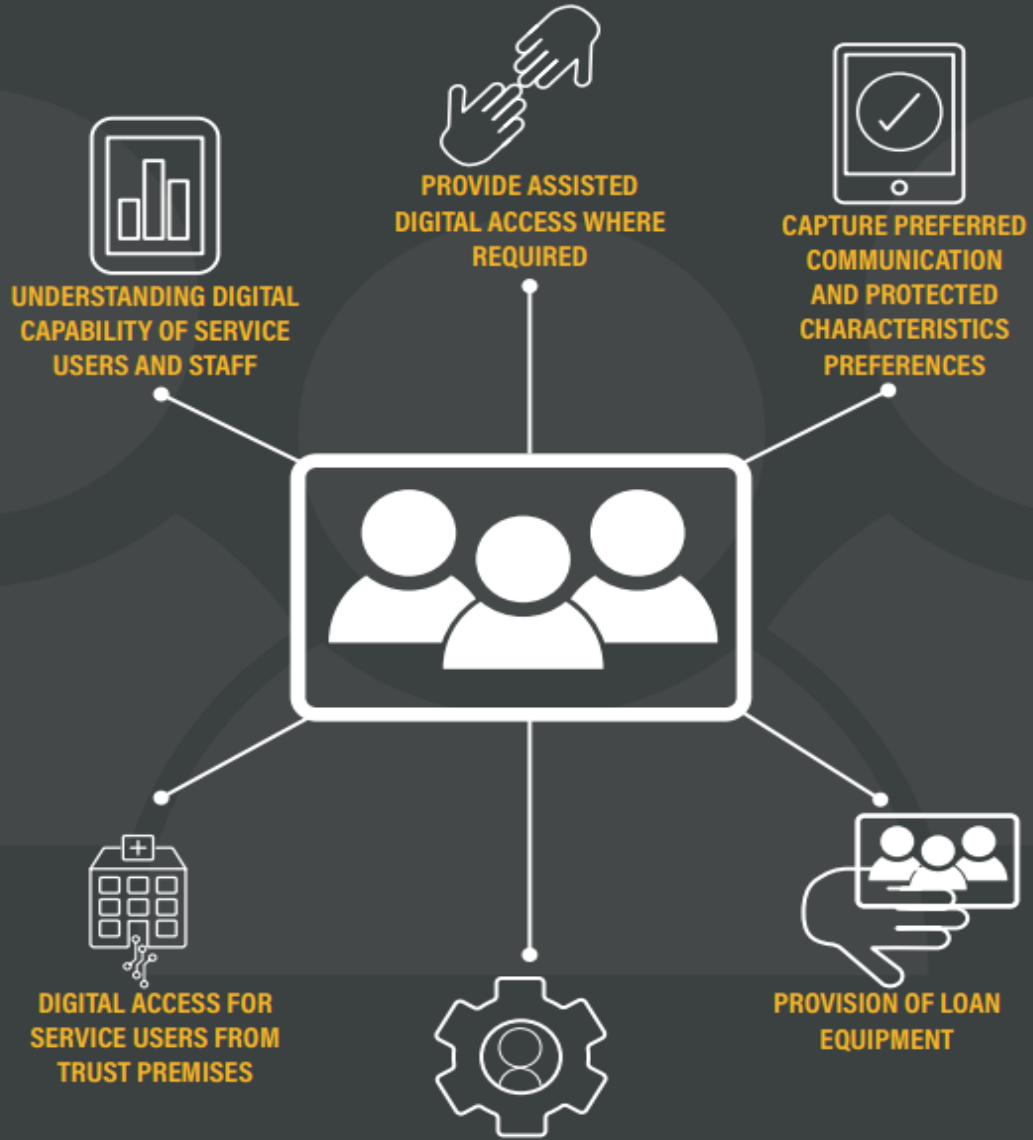 PROVIDE ASSISTED
DIGITAL ACCESS WHERE
REQUIRED
CAPTURE PREFERRED
COMMUNICATION
AND PROTECTED
CHARACTERISTICS
PREFERENCES
UNDERSTANDING DIGITAL
CAPABILITY OF SERVICE
USERS AND STAFF
DIGITAL ACCESS FOR
SERVICE USERS FROM
TRUST PREMISES
PROVISION OF LOAN
EQUIPMENT